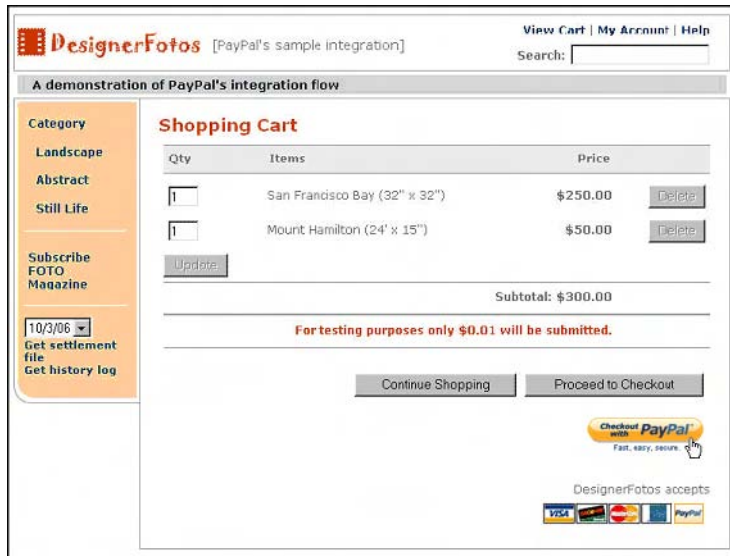 DesignerFotos [PayPal's sample integration]
View Cart | My Account | Help
Search:
A demonstration of PayPal's integration flow
Category
Landscape
Abstract
Still Life
Subscribe
FOTO
Magazine
10/3/06
Get settlement
file
Get history log
Shopping Cart
Qty Items Price
1 San Francisco Bay (32" x 32") $250.00 Delete
1 Mount Hamilton (24' x 15") $50.00 Delete
Update
Subtotal: $300.00
For testing purposes only $0.01 will be submitted.
Continue Shopping Proceed to Checkout
Checkout with PayPal
Fast, easy, secure.
DesignerFotos accepts
VISA PayPal